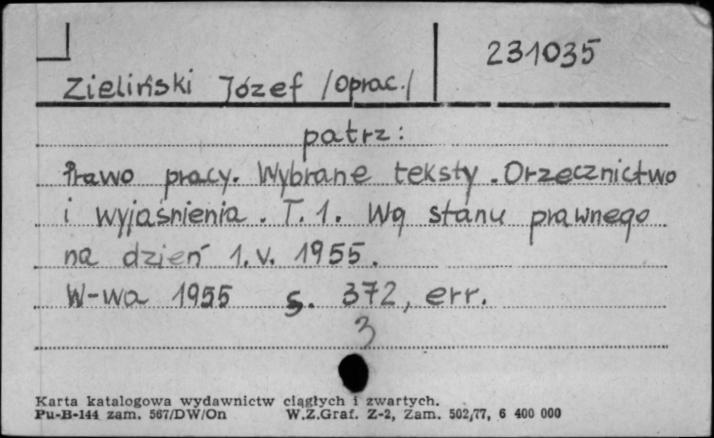 231035
Zieliński Józef /oprac./
patrz:
Prawo pracy. Wybrane teksty. Orzecznictwo
i wyjaśnienia. T. 1. Wg stanu prawnego
na dzień 1.V. 1955.
W-wa 1955 s. 372, err.
3
Karta katalogowa wydawnictw ciągłych i zwartych.
Pu-B-144 zam. 567/DW/On W.Z.Graf. Z-2, Zam. 502/77, 6 400 000